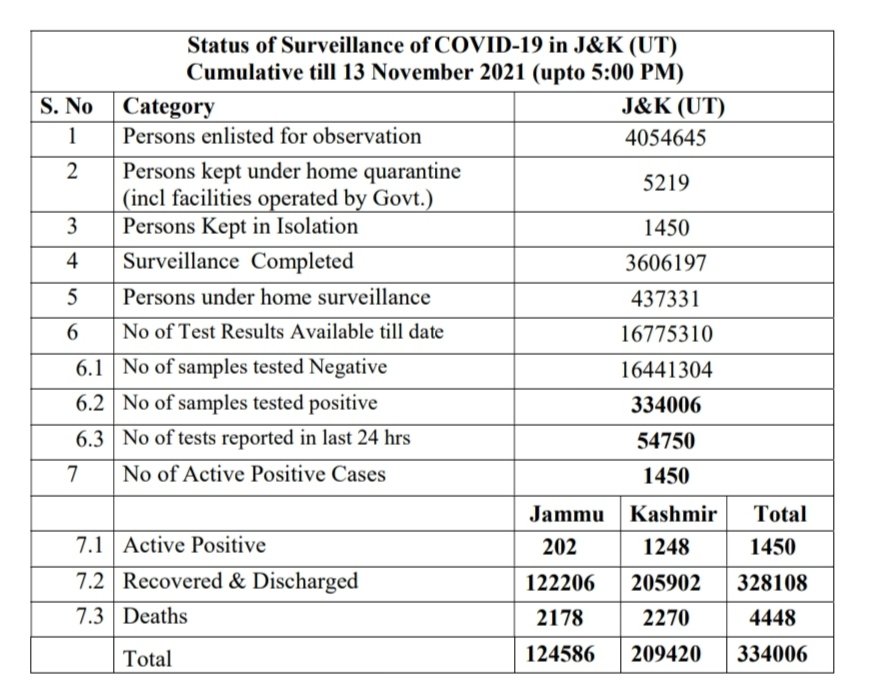 Status of Surveillance of COVID-19 in J&K (UT)
Cumulative till 13 November 2021 (upto 5:00 PM)
S. No Category J&K (UT)
1 Persons enlisted for observation 4054645
2 Persons kept under home quarantine
(incl facilities operated by Govt.) 5219
3 Persons Kept in Isolation 1450
4 Surveillance Completed 3606197
5 Persons under home surveillance 437331
6 No of Test Results Available till date 16775310
6.1 No of samples tested Negative 16441304
6.2 No of samples tested positive 334006
6.3 No of tests reported in last 24 hrs 54750
7 No of Active Positive Cases 1450
Jammu Kashmir Total
7.1 Active Positive 202 1248 1450
7.2 Recovered & Discharged 122206 205902 328108
7.3 Deaths 2178 2270 4448
Total 124586 209420 334006